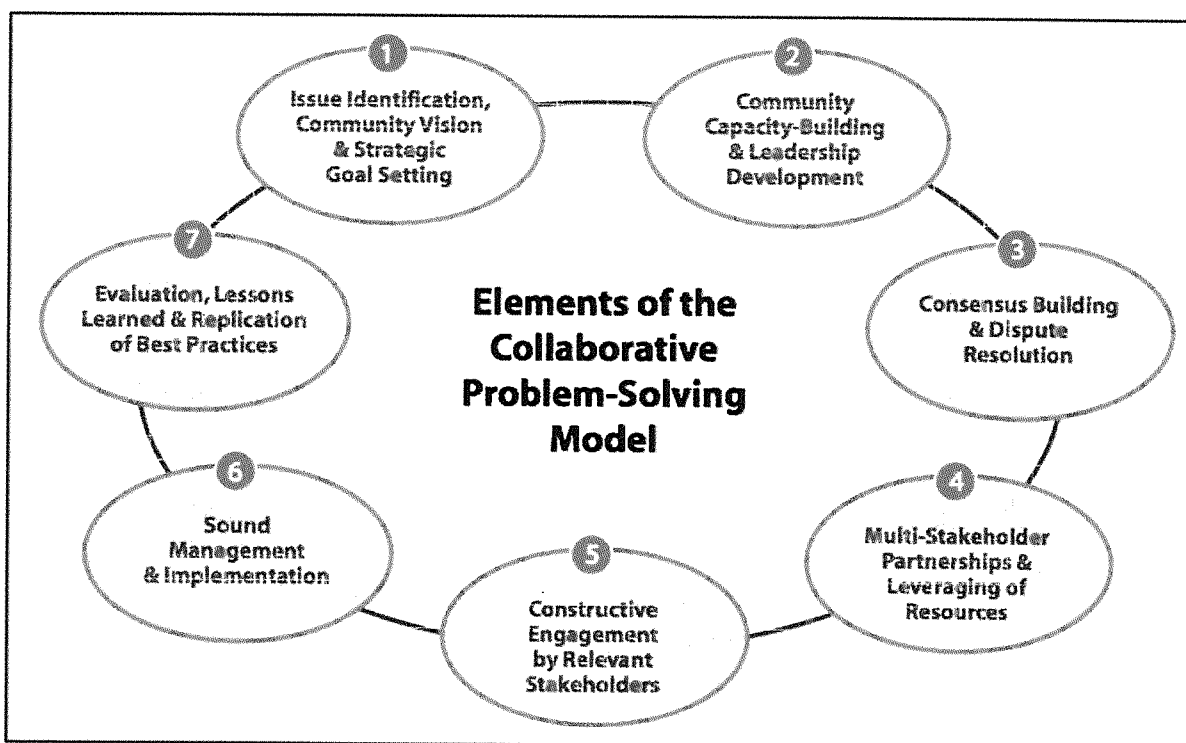 1
Issue Identification,
Community Vision
& Strategic
Goal Setting
2
Community
Capacity-Building
& Leadership
Development
3
Consensus Building
& Dispute
Resolution
4
Multi-Stakeholder
Partnerships &
Leveraging of
Resources
5
Constructive
Engagement
by Relevant
Stakeholders
6
Sound
Management
& Implementation
7
Evaluation, Lessons
Learned & Replication
of Best Practices
Elements of the
Collaborative
Problem-Solving
Model